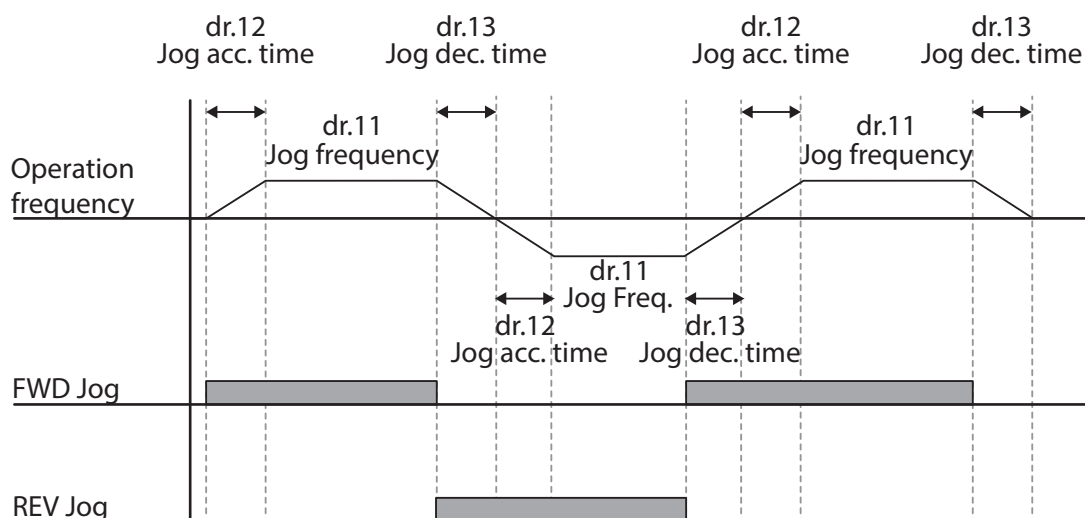 dr.12
Jog acc. time
dr.13
Jog dec. time
dr.12
Jog acc. time
dr.13
Jog dec. time
dr.11
Jog frequency
dr.11
Jog frequency
Operation
frequency
dr.11
Jog Freq.
dr.12
Jog acc. time
dr.13
Jog dec. time
FWD Jog
REV Jog